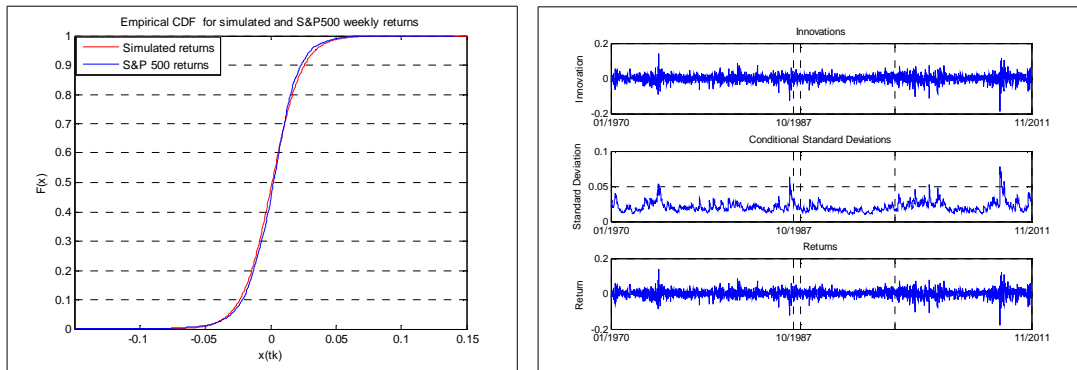 Empirical CDF for simulated and S&P500 weekly returns
Simulated returns
S&P 500 returns
F(x)
1
0.9
0.8
0.7
0.6
0.5
0.4
0.3
0.2
0.1
0
-0.1 -0.05 0 0.05 0.1 0.15
x(tk)
Innovations
Innovation
0.2
0
-0.2
01/1970 10/1987 11/2011
Conditional Standard Deviations
Standard Deviation
0.1
0.05
0
01/1970 10/1987 11/2011
Returns
Return
0.2
0
-0.2
01/1970 10/1987 11/2011